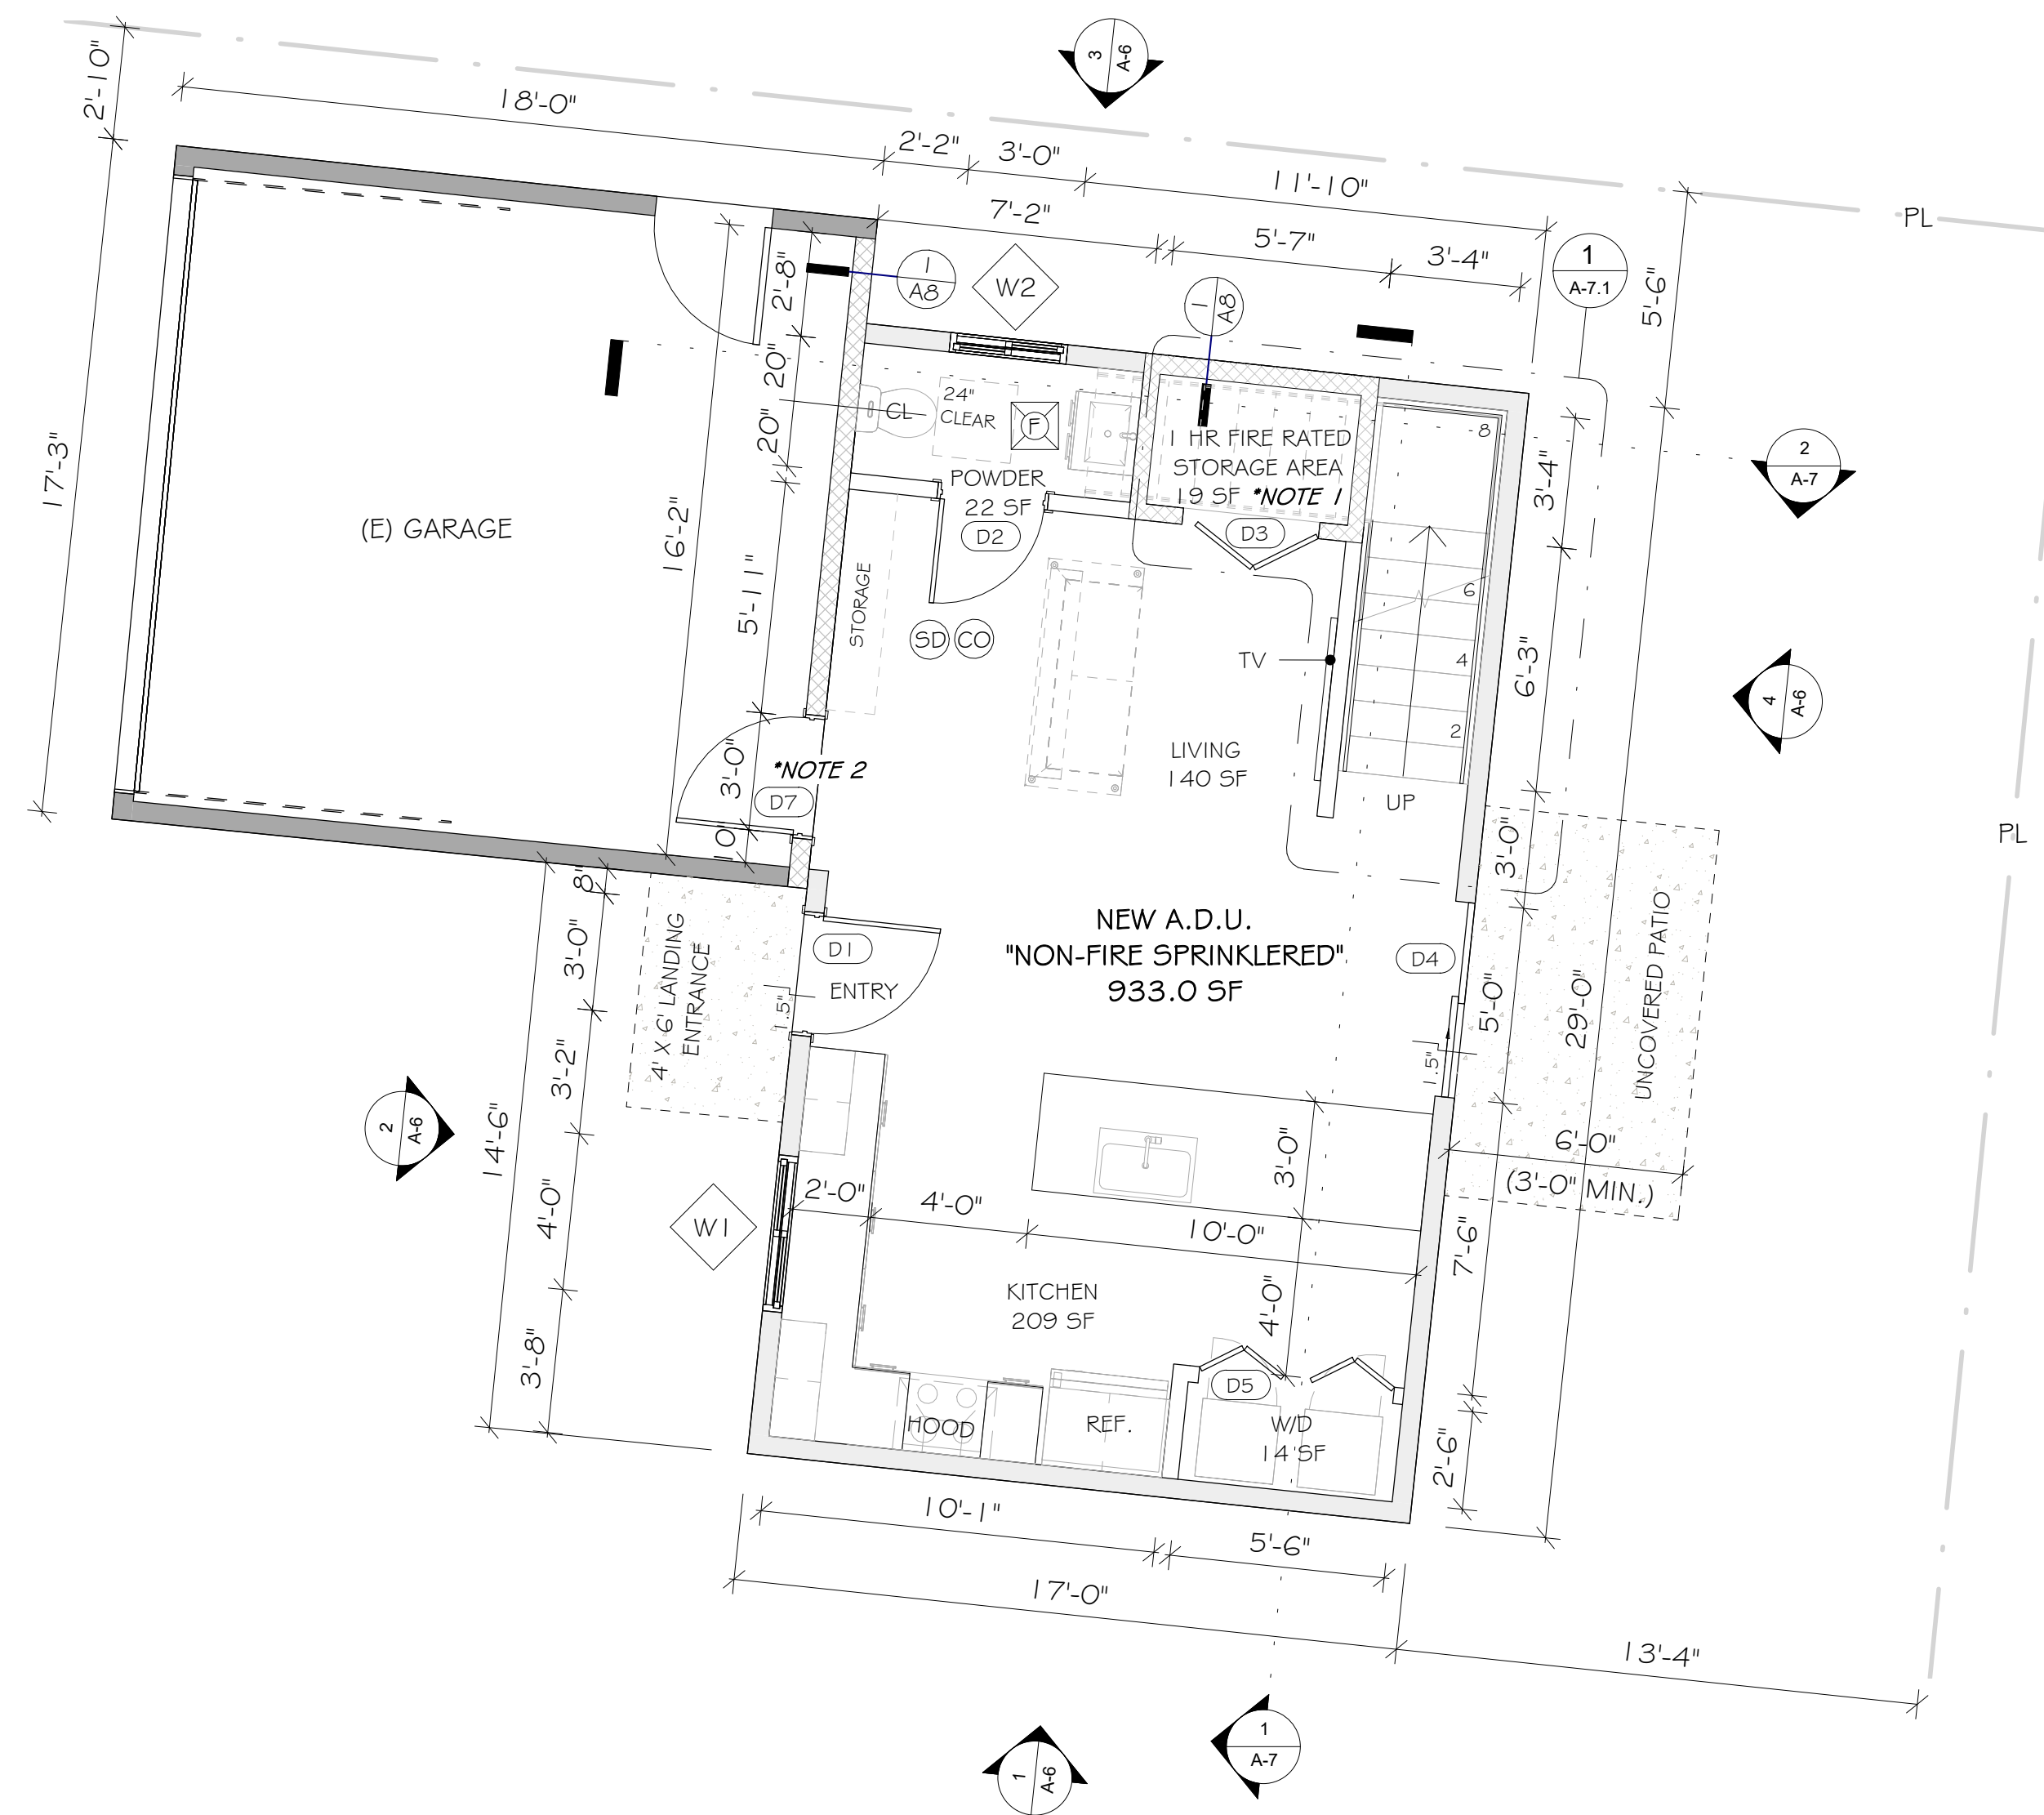 3
A-6
2'-10"
18'-0"
2'-2"
3'-0"
11'-10"
7'-2"
5'-7"
3'-4"
PL
1
A-7.1
5'-6"
2'-8"
1
A8
W2
1
A8
20"
20"
CL
24"
CLEAR
F
1 HR FIRE RATED
STORAGE AREA
19 SF *NOTE 1
8
3'-4"
2
A-7
17'-3"
(E) GARAGE
16'-2"
POWDER
22 SF
D2
D3
5'-11"
STORAGE
SD
CO
TV
6
4
2
6'-3"
4
A-6
LIVING
140 SF
UP
3'-0"
*NOTE 2
D7
10"
PL
3'-0"
8"
3'-0"
4' X 6' LANDING
ENTRANCE
D1
ENTRY
1.5"
NEW A.D.U.
"NON-FIRE SPRINKLERED"
933.0 SF
D4
5'-0"
29'-0"
UNCOVERED PATIO
1.5"
2
A-6
14'-6"
3'-2"
4'-0"
3'-8"
W1
2'-0"
4'-0"
10'-0"
3'-0"
6'-0"
(3'-0" MIN.)
7'-6"
KITCHEN
209 SF
4'-0"
D5
HOOD
REF.
W/D
14 SF
2'-6"
10'-1"
5'-6"
17'-0"
13'-4"
1
A-6
1
A-7